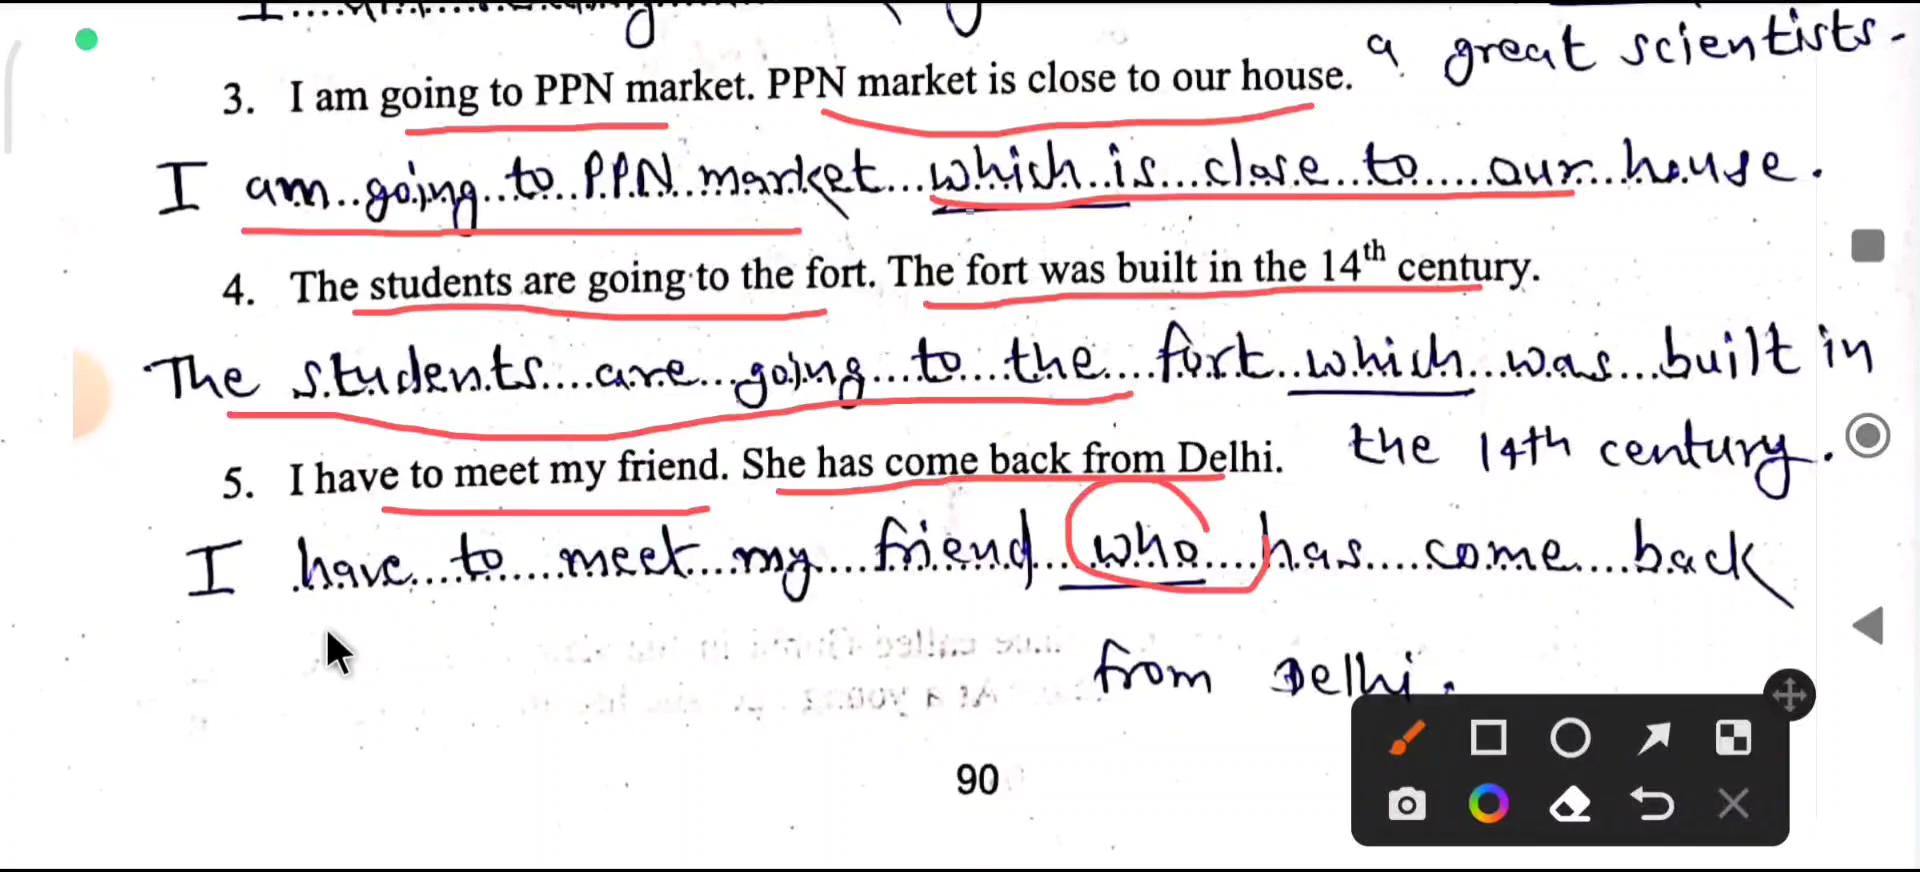 a great scientists.
3. I am going to PPN market. PPN market is close to our house.
I am going to PPN market which is close to our house.
4. The students are going to the fort. The fort was built in the 14th century.
The students are going to the fort which was built in
the 14th century.
5. I have to meet my friend. She has come back from Delhi.
I have to meet my friend who has come back
from Delhi.
90